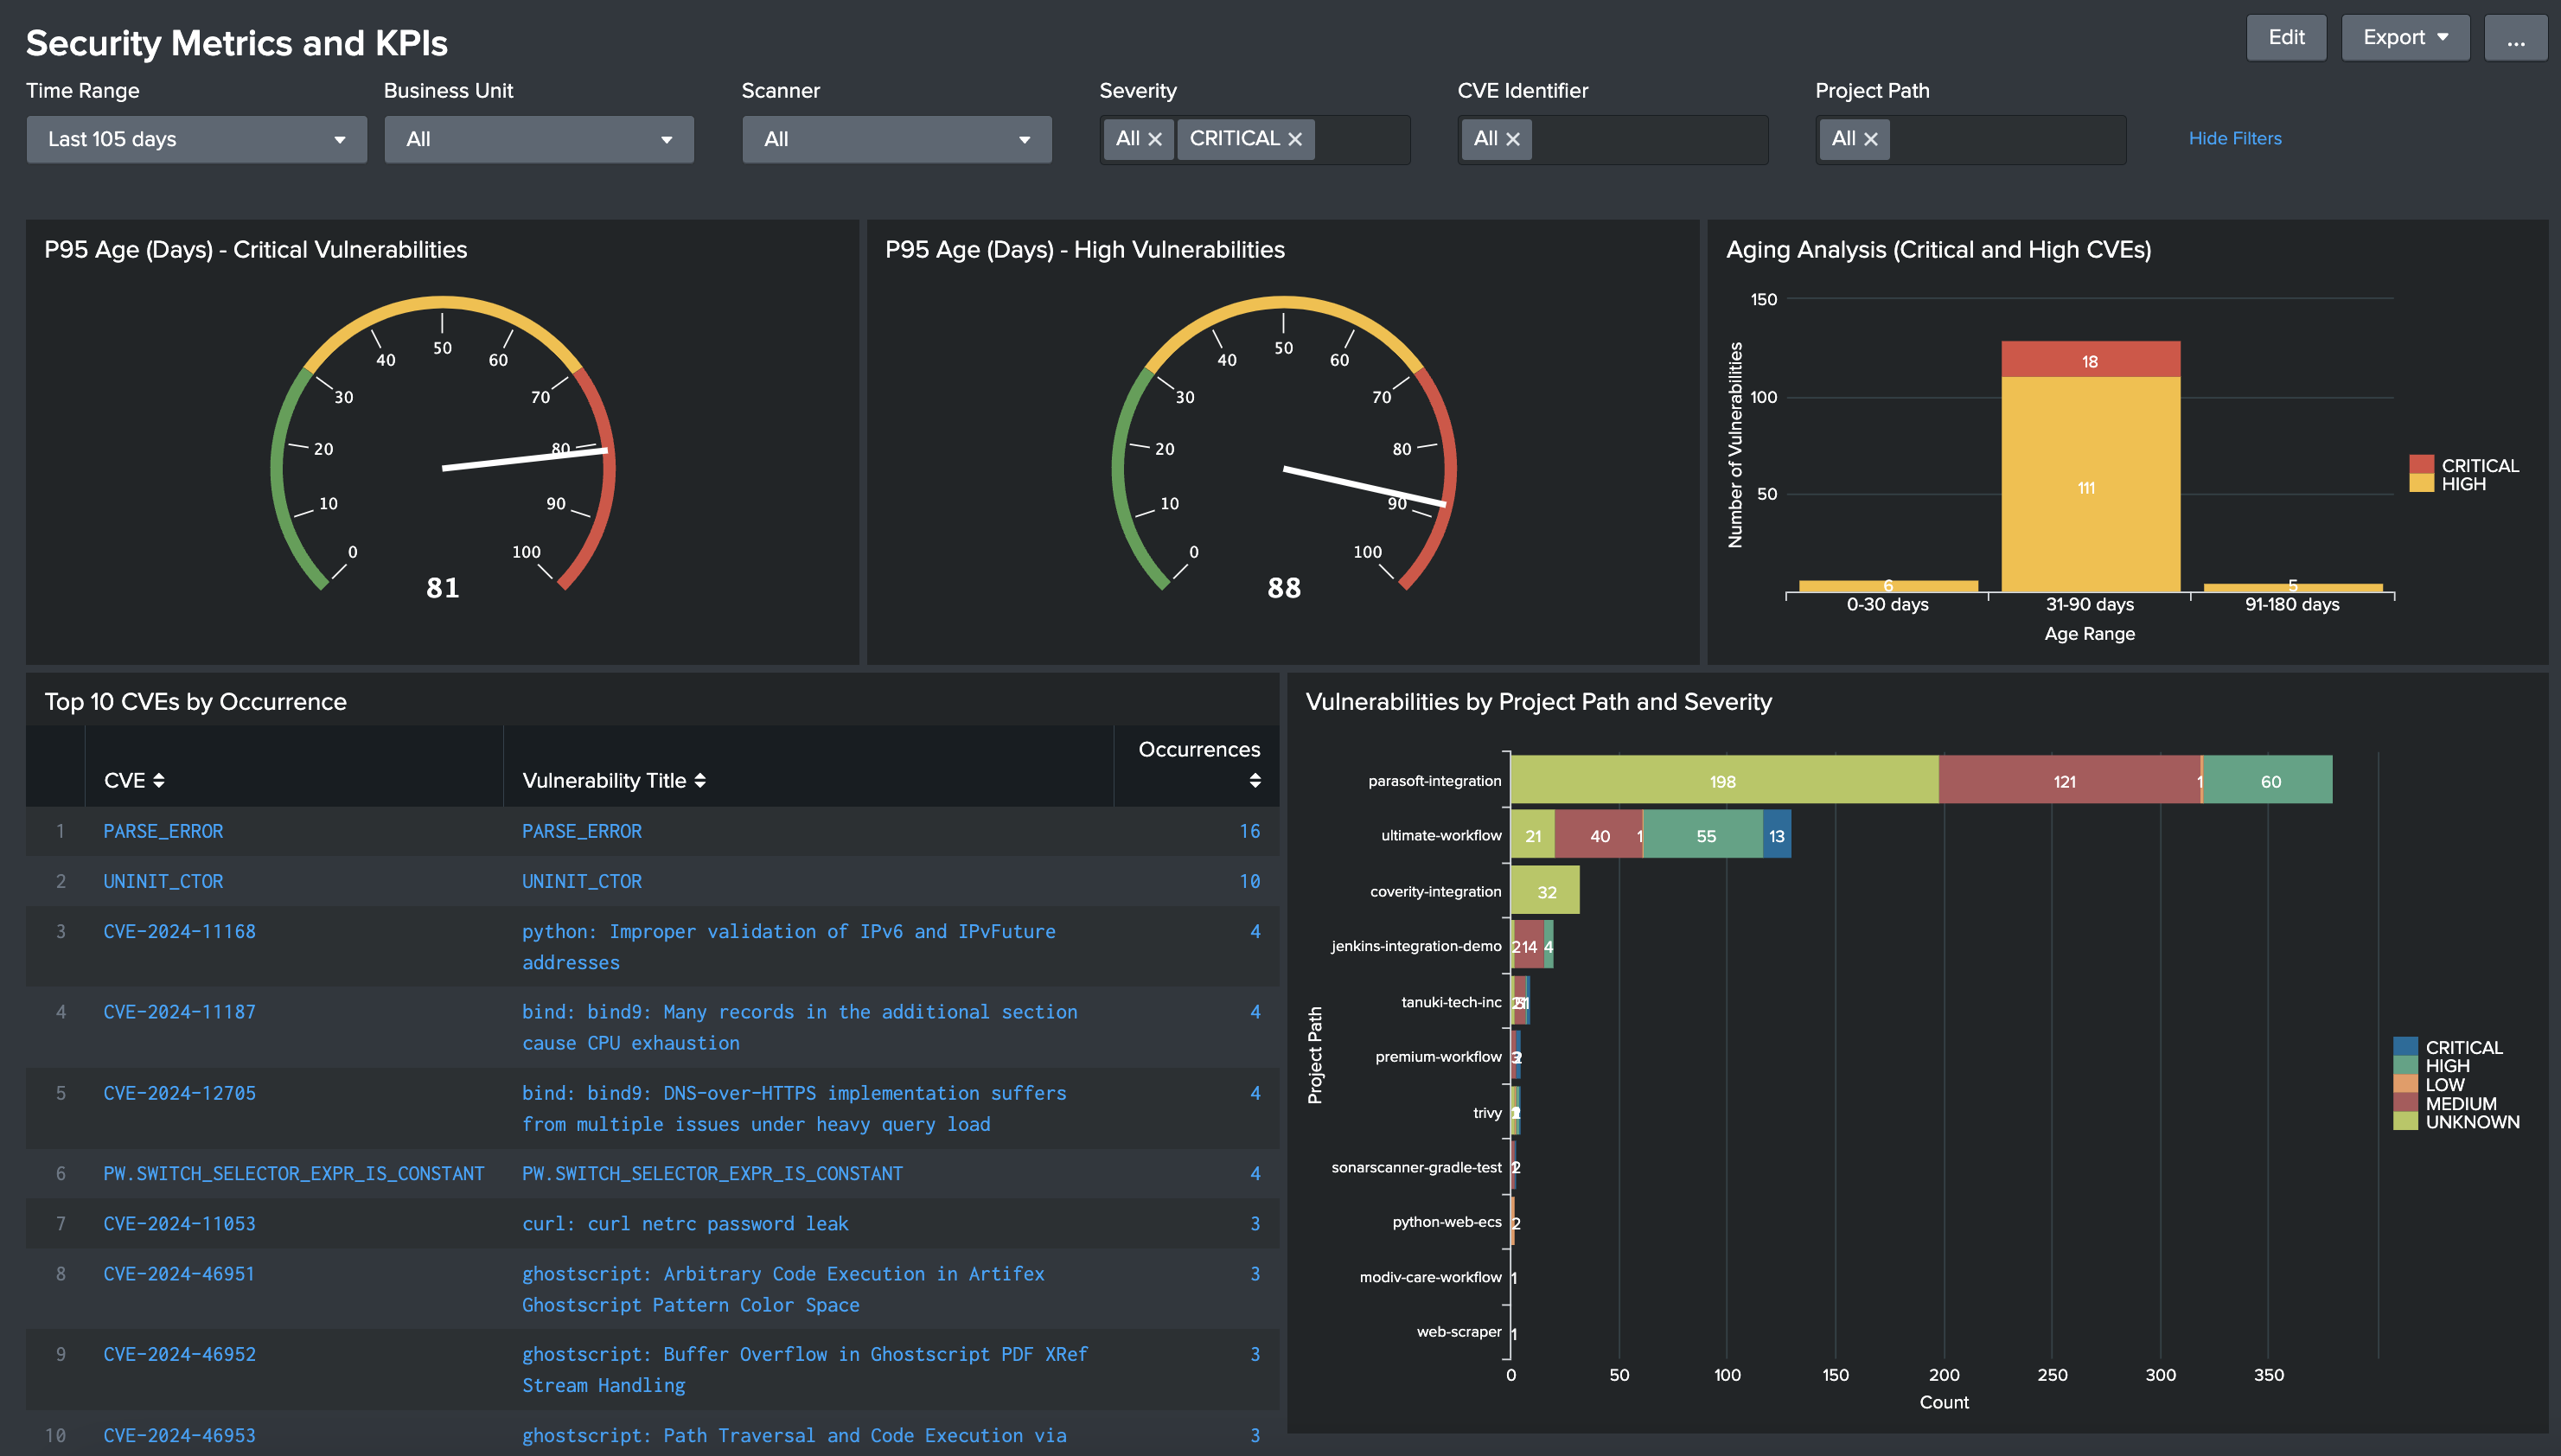 Security Metrics and KPIs
Edit
Export
...
Time Range
Business Unit
Scanner
Severity
CVE Identifier
Project Path
Last 105 days
All
All
All
CRITICAL
All
All
Hide Filters
P95 Age (Days) - Critical Vulnerabilities
0
10
20
30
40
50
60
70
80
90
100
81
P95 Age (Days) - High Vulnerabilities
0
10
20
30
40
50
60
70
80
90
100
88
Aging Analysis (Critical and High CVEs)
Number of Vulnerabilities
150
100
50
18
111
6
5
0-30 days
31-90 days
91-180 days
Age Range
CRITICAL
HIGH
Top 10 CVEs by Occurrence
CVE
Vulnerability Title
Occurrences
1 PARSE_ERROR PARSE_ERROR 16
2 UNINIT_CTOR UNINIT_CTOR 10
3 CVE-2024-11168 python: Improper validation of IPv6 and IPvFuture 4
addresses
4 CVE-2024-11187 bind: bind9: Many records in the additional section 4
cause CPU exhaustion
5 CVE-2024-12705 bind: bind9: DNS-over-HTTPS implementation suffers 4
from multiple issues under heavy query load
6 PW.SWITCH_SELECTOR_EXPR_IS_CONSTANT PW.SWITCH_SELECTOR_EXPR_IS_CONSTANT 4
7 CVE-2024-11053 curl: curl netrc password leak 3
8 CVE-2024-46951 ghostscript: Arbitrary Code Execution in Artifex 3
Ghostscript Pattern Color Space
9 CVE-2024-46952 ghostscript: Buffer Overflow in Ghostscript PDF XRef 3
Stream Handling
10 CVE-2024-46953 ghostscript: Path Traversal and Code Execution via 3
Vulnerabilities by Project Path and Severity
Project Path
parasoft-integration 198 121 1 60
ultimate-workflow 21 40 1 55 13
coverity-integration 32
jenkins-integration-demo 2 14 4
tanuki-tech-inc
premium-workflow
trivy
sonarscanner-gradle-test
python-web-ecs 2
modiv-care-workflow 1
web-scraper 1
0 50 100 150 200 250 300 350
Count
CRITICAL
HIGH
LOW
MEDIUM
UNKNOWN